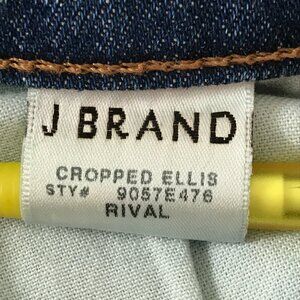 J BRAND
CROPPED ELLIS
STY# 9057E476
RIVAL